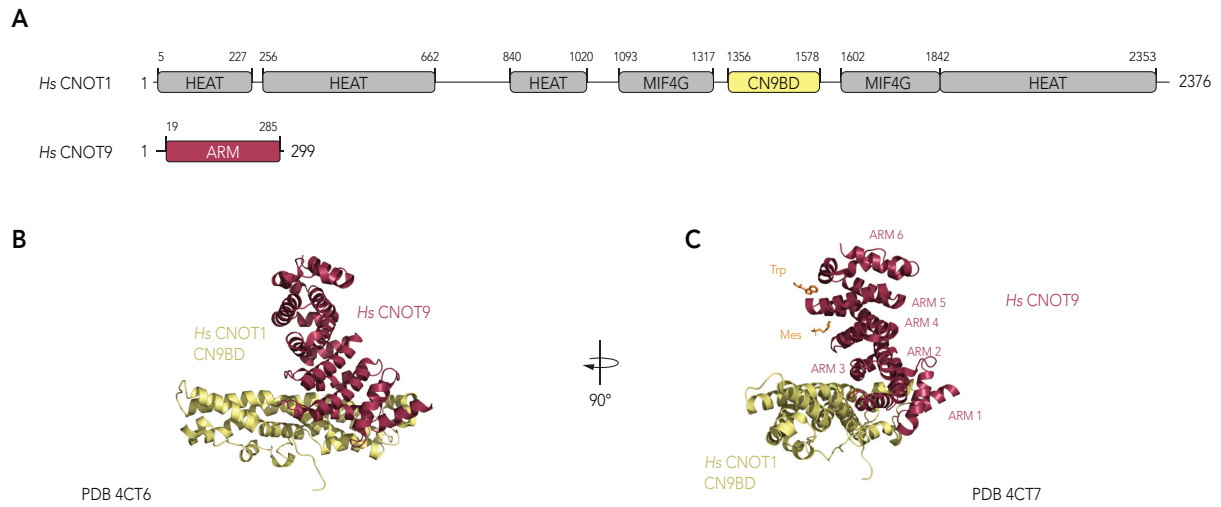 A
5 227 256 662 840 1020 1093 1317 1356 1578 1602 1842 2353
Hs CNOT1 1 HEAT HEAT HEAT MIF4G CN9BD MIF4G HEAT 2376
19 285
Hs CNOT9 1 ARM 299
B
Hs CNOT9
Hs CNOT1
CN9BD
PDB 4CT6
90°
C
ARM 6
Trp
Hs CNOT9
ARM 5
ARM 4
Mes
ARM 2
ARM 3
ARM 1
Hs CNOT1
CN9BD
PDB 4CT7